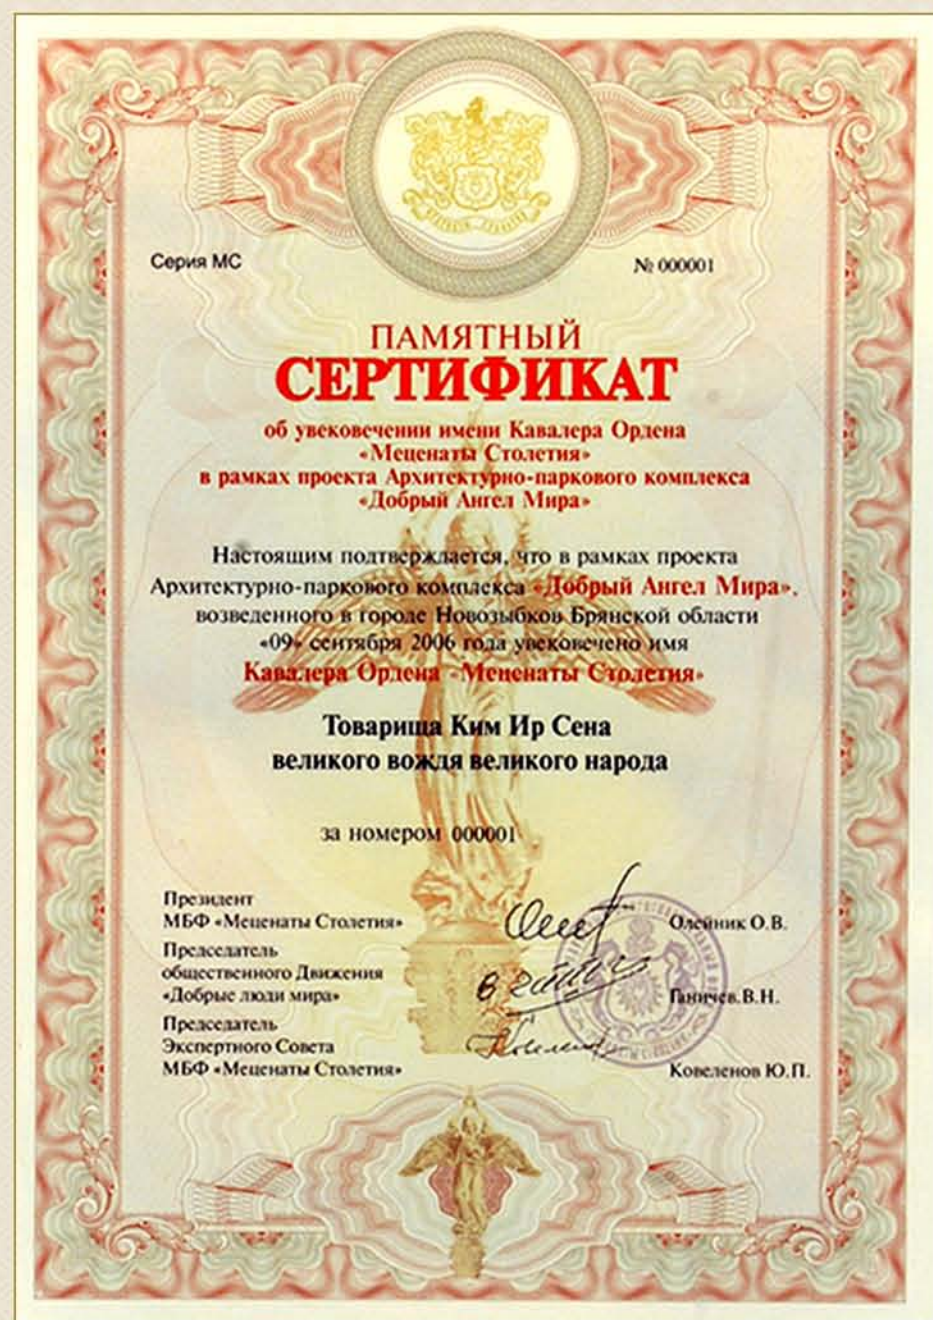 Серия МС
№ 000001
ПАМЯТНЫЙ
СЕРТИФИКАТ
об увековечении имени Кавалера Ордена
«Меценаты Столетия»
в рамках проекта Архитектурно-паркового комплекса
«Добрый Ангел Мира»
Настоящим подтверждается, что в рамках проекта
Архитектурно-паркового комплекса «Добрый Ангел Мира»,
возведенного в городе Новозыбков Брянской области
«09» сентября 2006 года увековечено имя
Кавалера Ордена «Меценаты Столетия»
Товарища Ким Ир Сена
великого вождя великого народа
за номером 000001
Президент
МБФ «Меценаты Столетия»
Олейник О.В.
Председатель
общественного Движения
«Добрые люди мира»
Ганичев.В.Н.
Председатель
Экспертного Совета
МБФ «Меценаты Столетия»
Ковеленов Ю.П.